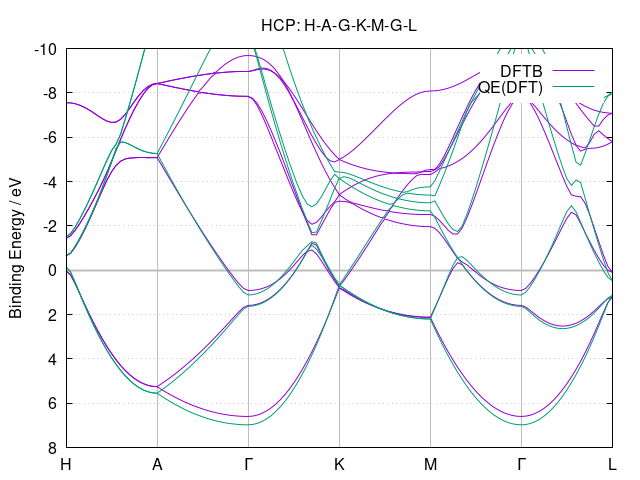 HCP: H-A-G-K-M-G-L
DFTB
QE(DFT)
Binding Energy / eV
-10
-8
-6
-4
-2
0
2
4
6
8
H A Γ K M Γ L